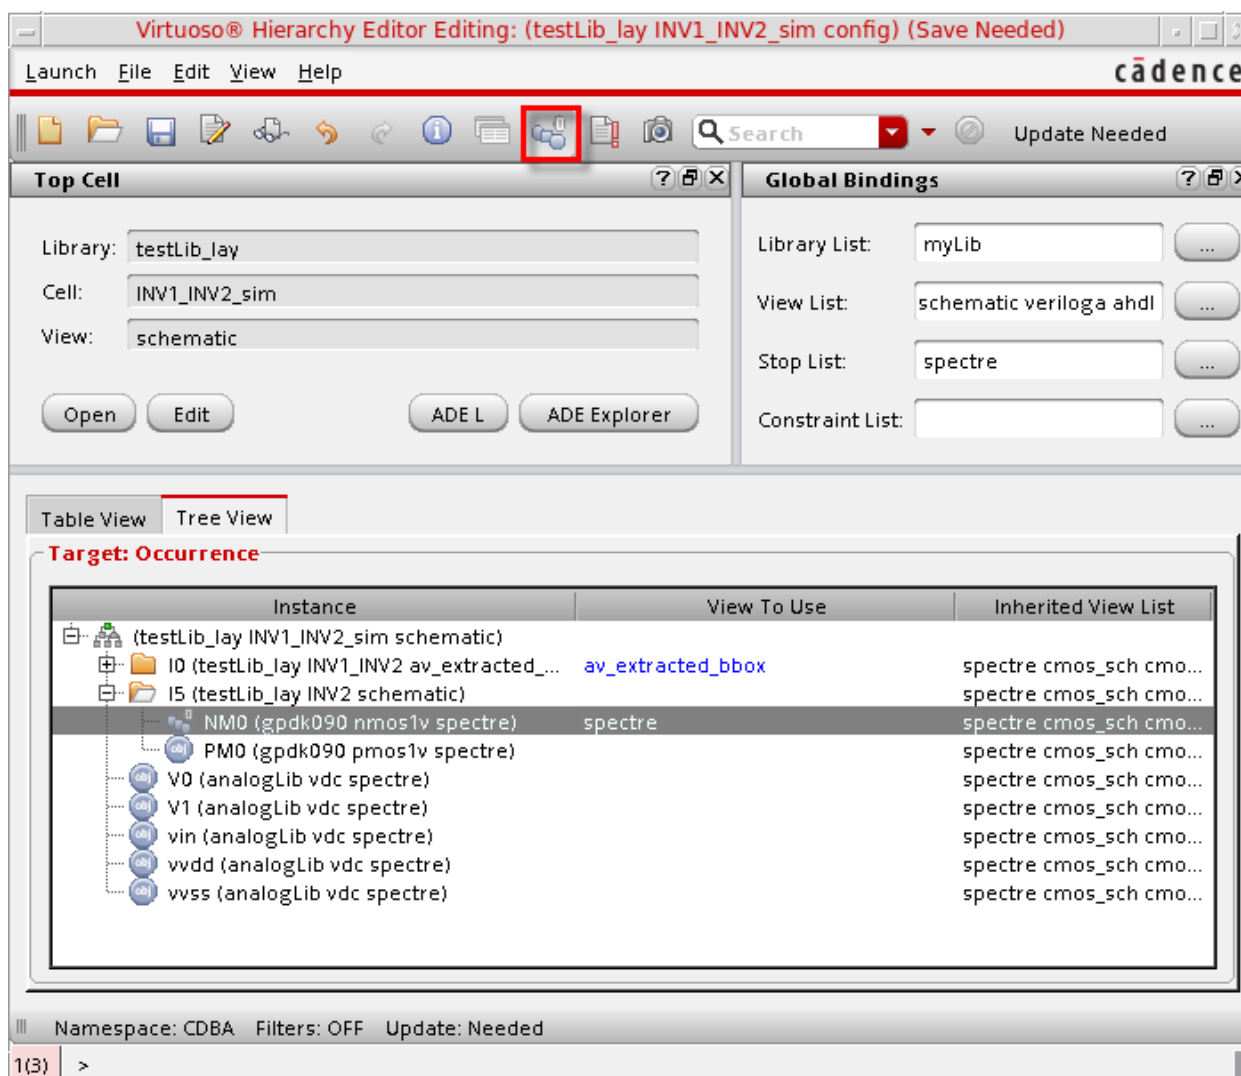 Virtuoso® Hierarchy Editor Editing: (testLib_lay INV1_INV2_sim config) (Save Needed)
Launch File Edit View Help
cādence
Search
Update Needed
Top Cell
Library: testLib_lay
Cell: INV1_INV2_sim
View: schematic
Open Edit ADE L ADE Explorer
Global Bindings
Library List: myLib ...
View List: schematic veriloga ahdl ...
Stop List: spectre ...
Constraint List: ...
Table View Tree View
Target: Occurrence
Instance View To Use Inherited View List
(testLib_lay INV1_INV2_sim schematic)
I0 (testLib_lay INV1_INV2 av_extracted_... av_extracted_bbox spectre cmos_sch cmo...
I5 (testLib_lay INV2 schematic) spectre cmos_sch cmo...
NM0 (gpdk090 nmos1v spectre) spectre spectre cmos_sch cmo...
obj PM0 (gpdk090 pmos1v spectre) spectre cmos_sch cmo...
obj V0 (analogLib vdc spectre) spectre cmos_sch cmo...
obj V1 (analogLib vdc spectre) spectre cmos_sch cmo...
obj vin (analogLib vdc spectre) spectre cmos_sch cmo...
obj vvdd (analogLib vdc spectre) spectre cmos_sch cmo...
obj vvss (analogLib vdc spectre) spectre cmos_sch cmo...
Namespace: CDBA Filters: OFF Update: Needed
1(3) >